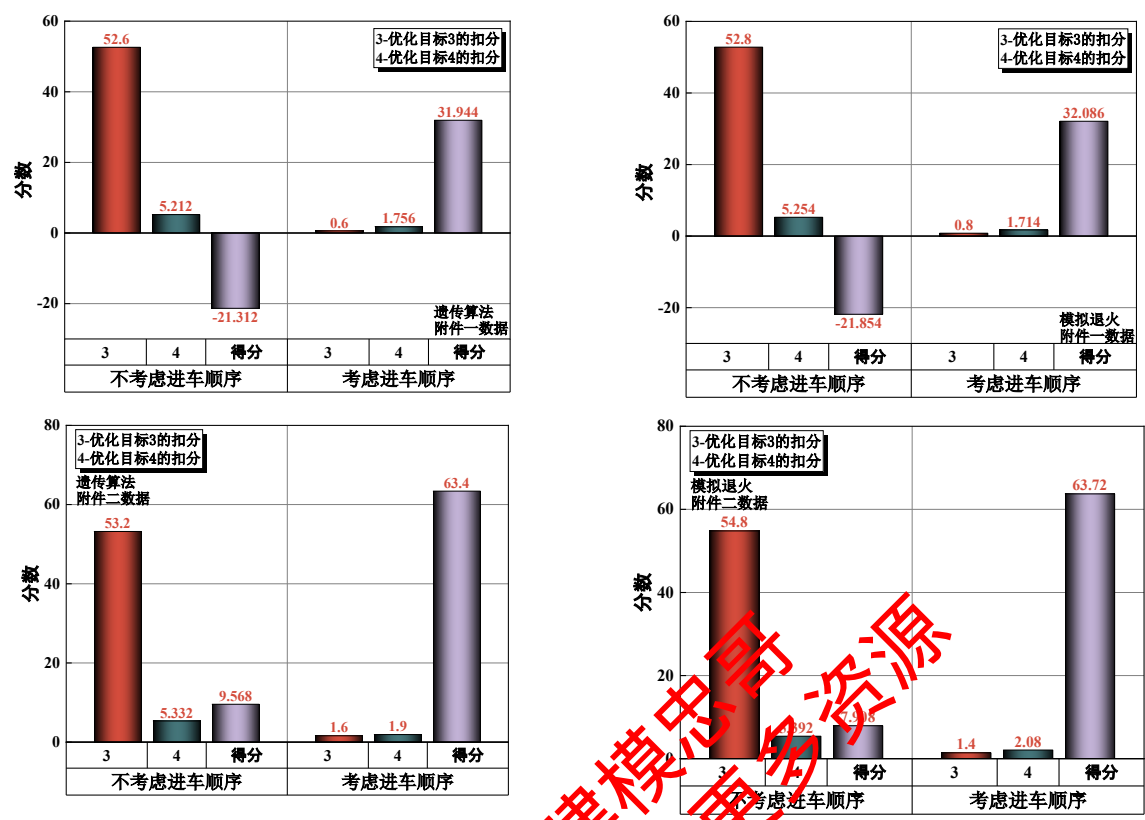 60
40
20
0
-20
分数
3-优化目标3的扣分
4-优化目标4的扣分
52.6
5.212
-21.312
0.6
1.756
31.944
遗传算法
附件一数据
3 4 得分 3 4 得分
不考虑进车顺序 考虑进车顺序
60
40
20
0
-20
分数
3-优化目标3的扣分
4-优化目标4的扣分
52.8
5.254
-21.854
0.8
1.714
32.086
模拟退火
附件一数据
3 4 得分 3 4 得分
不考虑进车顺序 考虑进车顺序
80
60
40
20
0
分数
3-优化目标3的扣分
4-优化目标4的扣分
遗传算法
附件二数据
53.2
5.332
9.568
1.6
1.9
63.4
3 4 得分 3 4 得分
不考虑进车顺序 考虑进车顺序
80
60
40
20
0
分数
3-优化目标3的扣分
4-优化目标4的扣分
模拟退火
附件二数据
54.8
1.4
2.08
63.72
3 4 得分 3 4 得分
不考虑进车顺序 考虑进车顺序
建模忠哥
更多资源